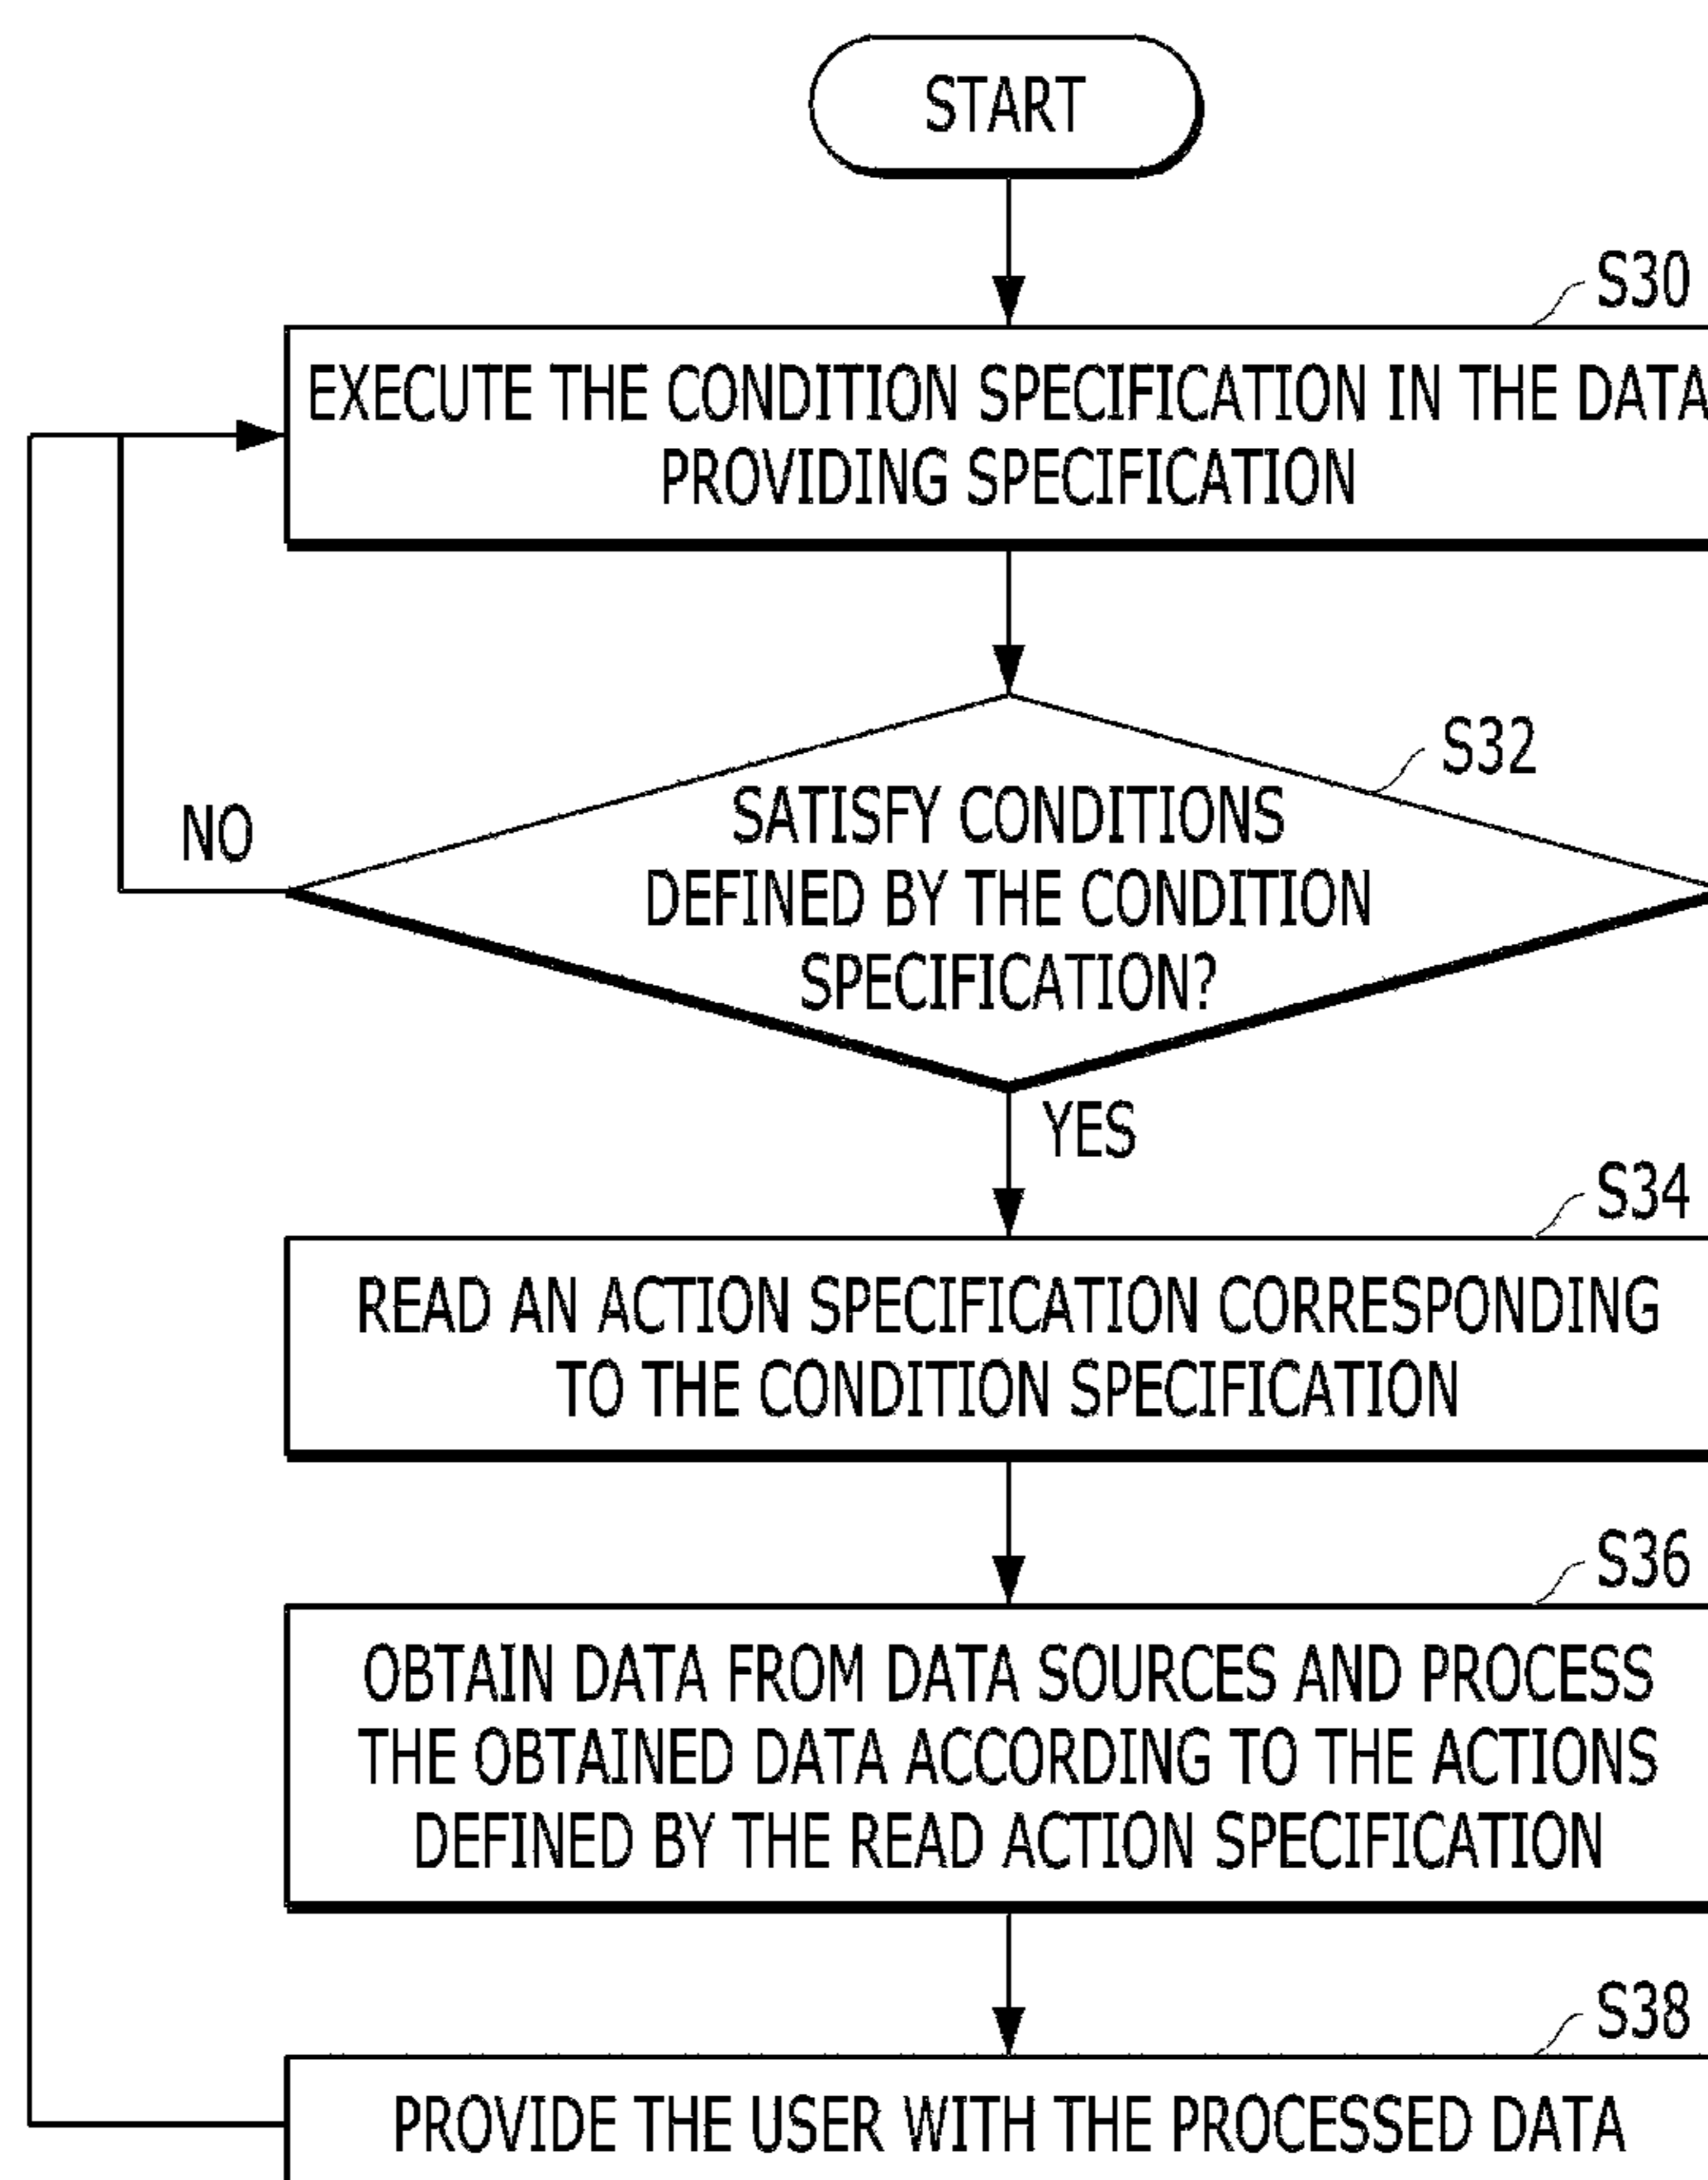 START
S30
EXECUTE THE CONDITION SPECIFICATION IN THE DATA
PROVIDING SPECIFICATION
S32
SATISFY CONDITIONS
DEFINED BY THE CONDITION
SPECIFICATION?
NO
YES
S34
READ AN ACTION SPECIFICATION CORRESPONDING
TO THE CONDITION SPECIFICATION
S36
OBTAIN DATA FROM DATA SOURCES AND PROCESS
THE OBTAINED DATA ACCORDING TO THE ACTIONS
DEFINED BY THE READ ACTION SPECIFICATION
S38
PROVIDE THE USER WITH THE PROCESSED DATA